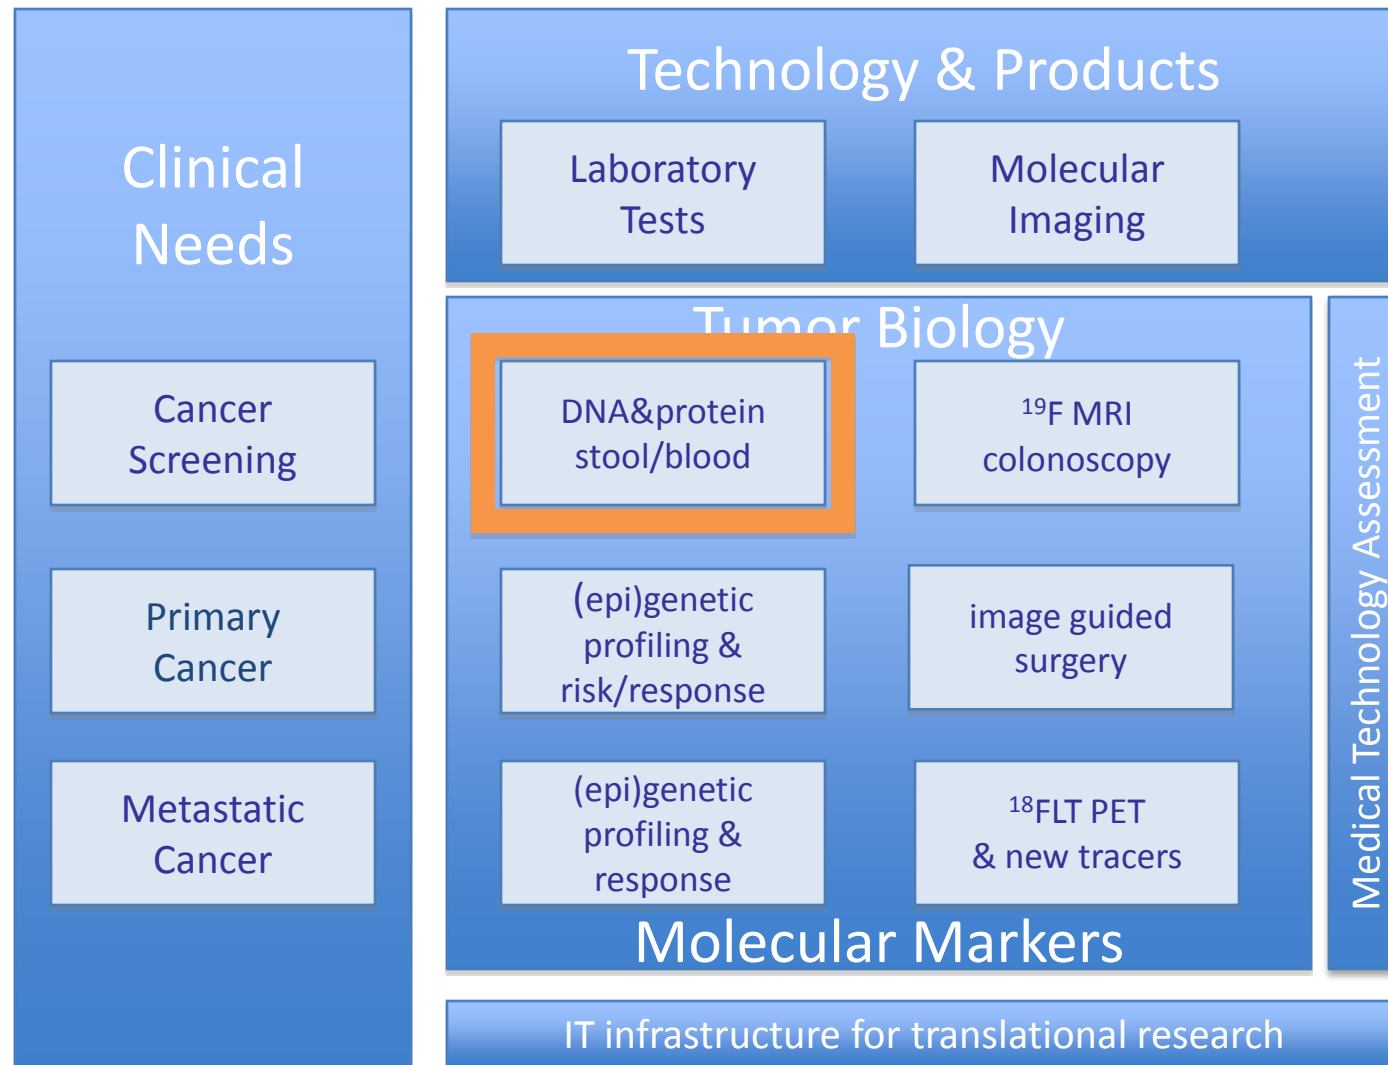 Clinical
Needs
Cancer
Screening
Primary
Cancer
Metastatic
Cancer
Technology & Products
Laboratory
Tests
Molecular
Imaging
Tumor Biology
DNA&protein
stool/blood
¹⁹F MRI
colonoscopy
(epi)genetic
profiling &
risk/response
image guided
surgery
(epi)genetic
profiling &
response
¹⁸FLT PET
& new tracers
Molecular Markers
Medical Technology Assessment
IT infrastructure for translational research